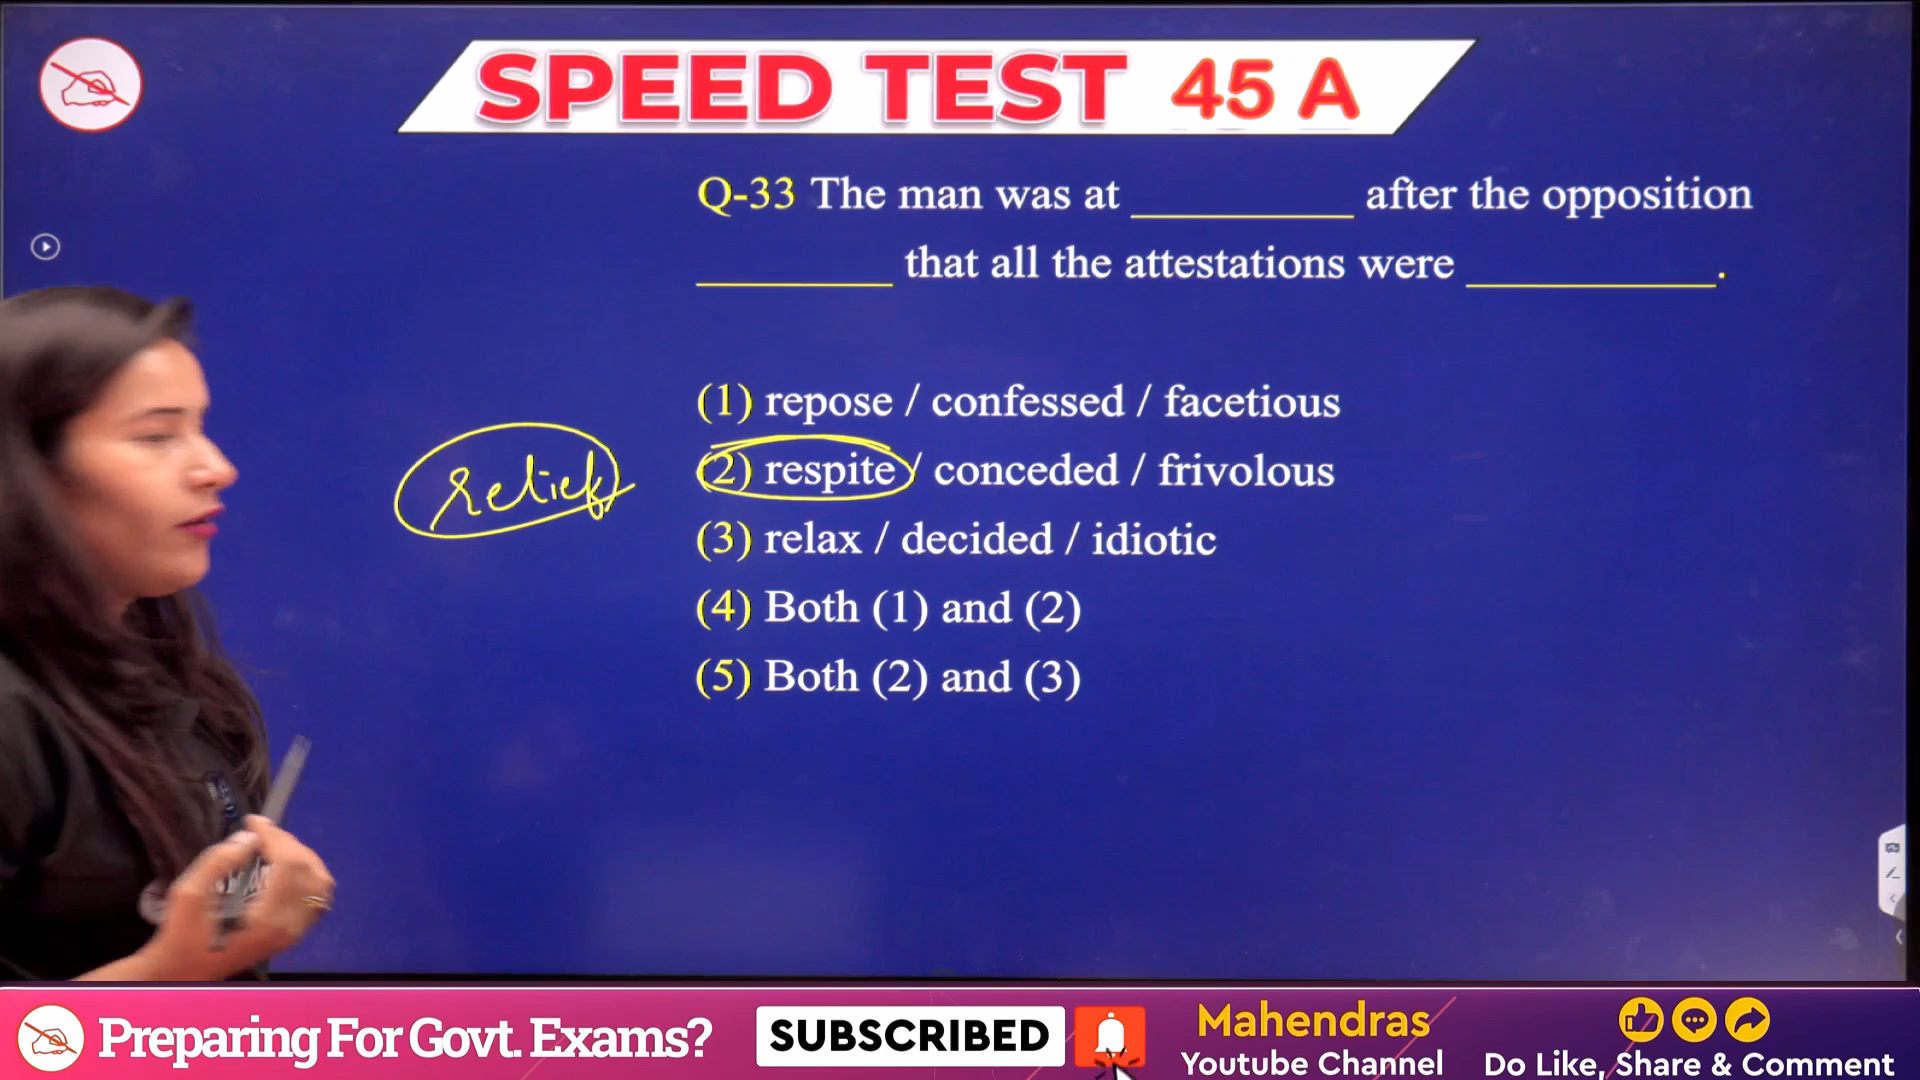 SPEED TEST 45 A
Q-33 The man was at __________ after the opposition
_________ that all the attestations were ___________.
(1) repose / confessed / facetious
relief
(2) respite / conceded / frivolous
(3) relax / decided / idiotic
(4) Both (1) and (2)
(5) Both (2) and (3)
Preparing For Govt. Exams?
SUBSCRIBED
Mahendras
Youtube Channel
Do Like, Share & Comment